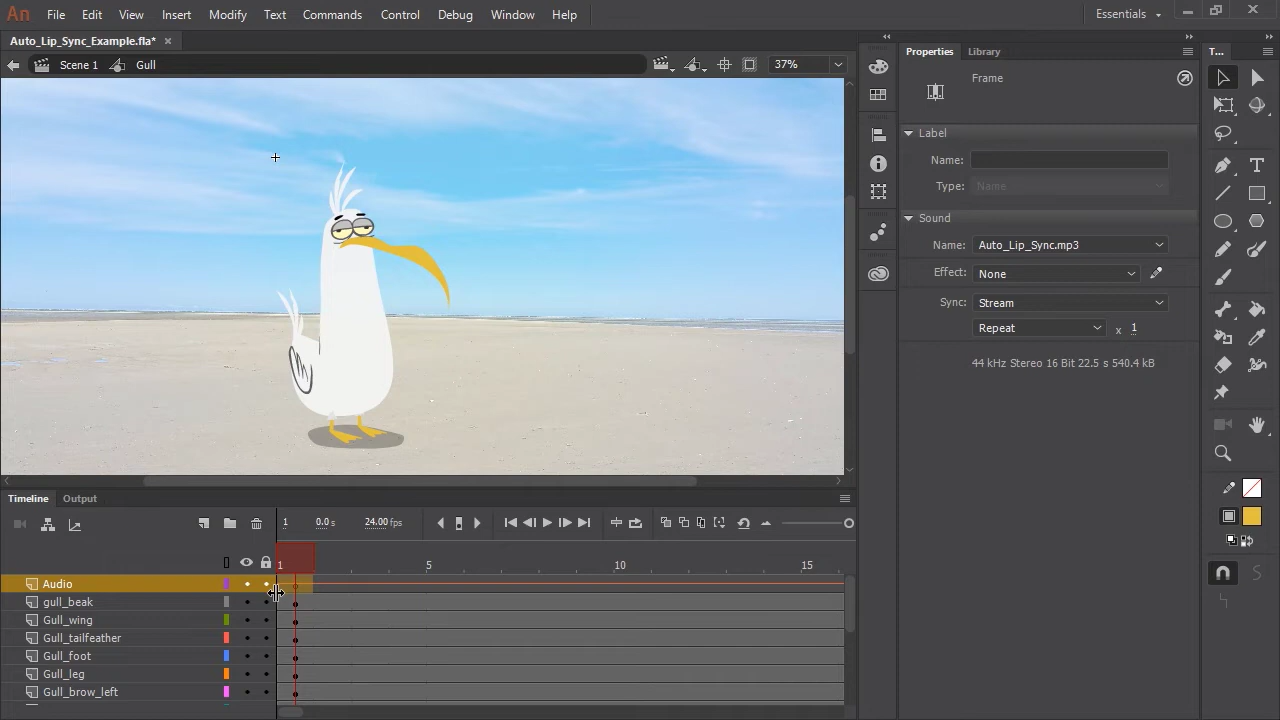 An File Edit View Insert Modify Text Commands Control Debug Window Help Essentials
Auto_Lip_Sync_Example.fla*
Scene 1 Gull 37%
Properties Library T...
Frame
Label
Name:
Type: Name
Sound
Name: Auto_Lip_Sync.mp3
Effect: None
Sync: Stream
Repeat x 1
44 kHz Stereo 16 Bit 22.5 s 540.4 kB
Timeline Output
1 0.0 s 24.00 fps
1 5 10 15
Audio
gull_beak
Gull_wing
Gull_tailfeather
Gull_foot
Gull_leg
Gull_brow_left